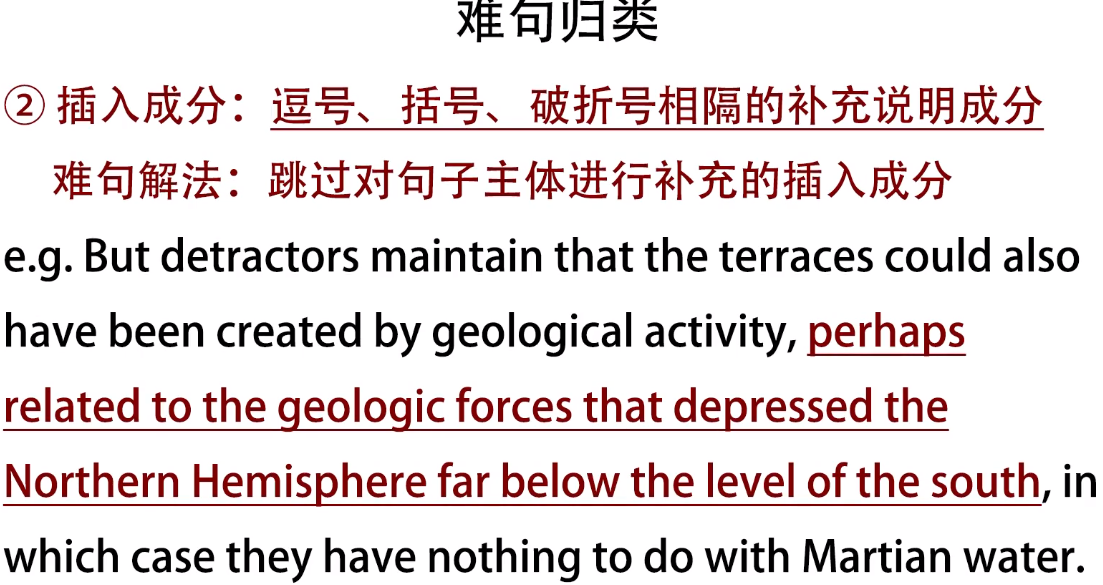 难句归类
② 插入成分：逗号、括号、破折号相隔的补充说明成分
难句解法：跳过对句子主体进行补充的插入成分
e.g. But detractors maintain that the terraces could also
have been created by geological activity, perhaps
related to the geologic forces that depressed the
Northern Hemisphere far below the level of the south, in
which case they have nothing to do with Martian water.